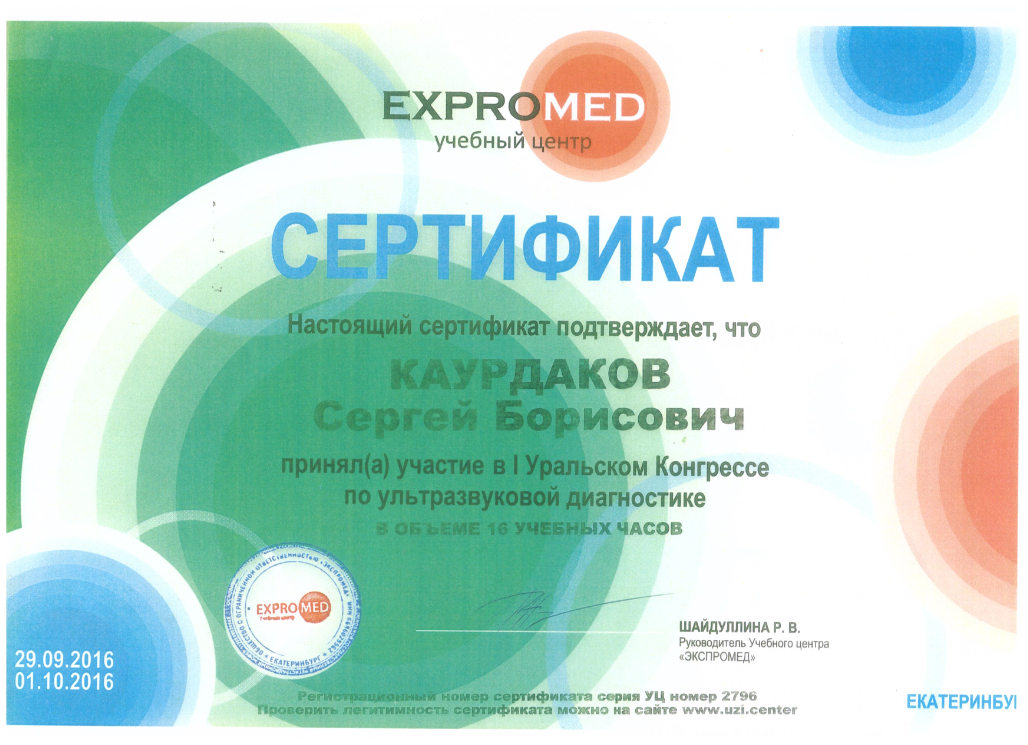 EXPROMED
учебный центр
СЕРТИФИКАТ
Настоящий сертификат подтверждает, что
КАУРДАКОВ
Сергей Борисович
принял(а) участие в I Уральском Конгрессе
по ультразвуковой диагностике
В ОБЪЕМЕ 16 УЧЕБНЫХ ЧАСОВ
ОБЩЕСТВО С ОГРАНИЧЕННОЙ ОТВЕТСТВЕННОСТЬЮ «ЭКСПРОМЕД»
EXPROMED
Учебный центр
* ЕКАТЕРИНБУРГ *
ШАЙДУЛЛИНА Р. В.
Руководитель Учебного центра
«ЭКСПРОМЕД»
29.09.2016
01.10.2016
Регистрационный номер сертификата серия УЦ номер 2796
Проверить легитимность сертификата можно на сайте www.uzi.center
ЕКАТЕРИНБУ